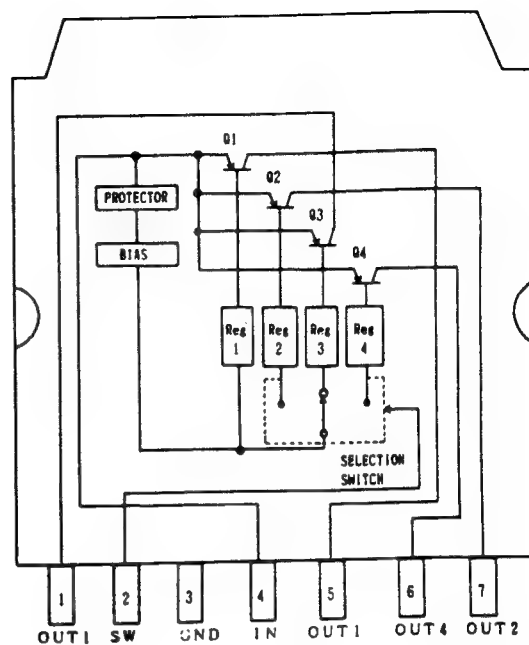 Q1
Q2
Q3
Q4
PROTECTOR
BIAS
Reg 1
Reg 2
Reg 3
Reg 4
SELECTION
SWITCH
1 2 3 4 5 6 7
OUT1 SW GND IN OUT1 OUT4 OUT2